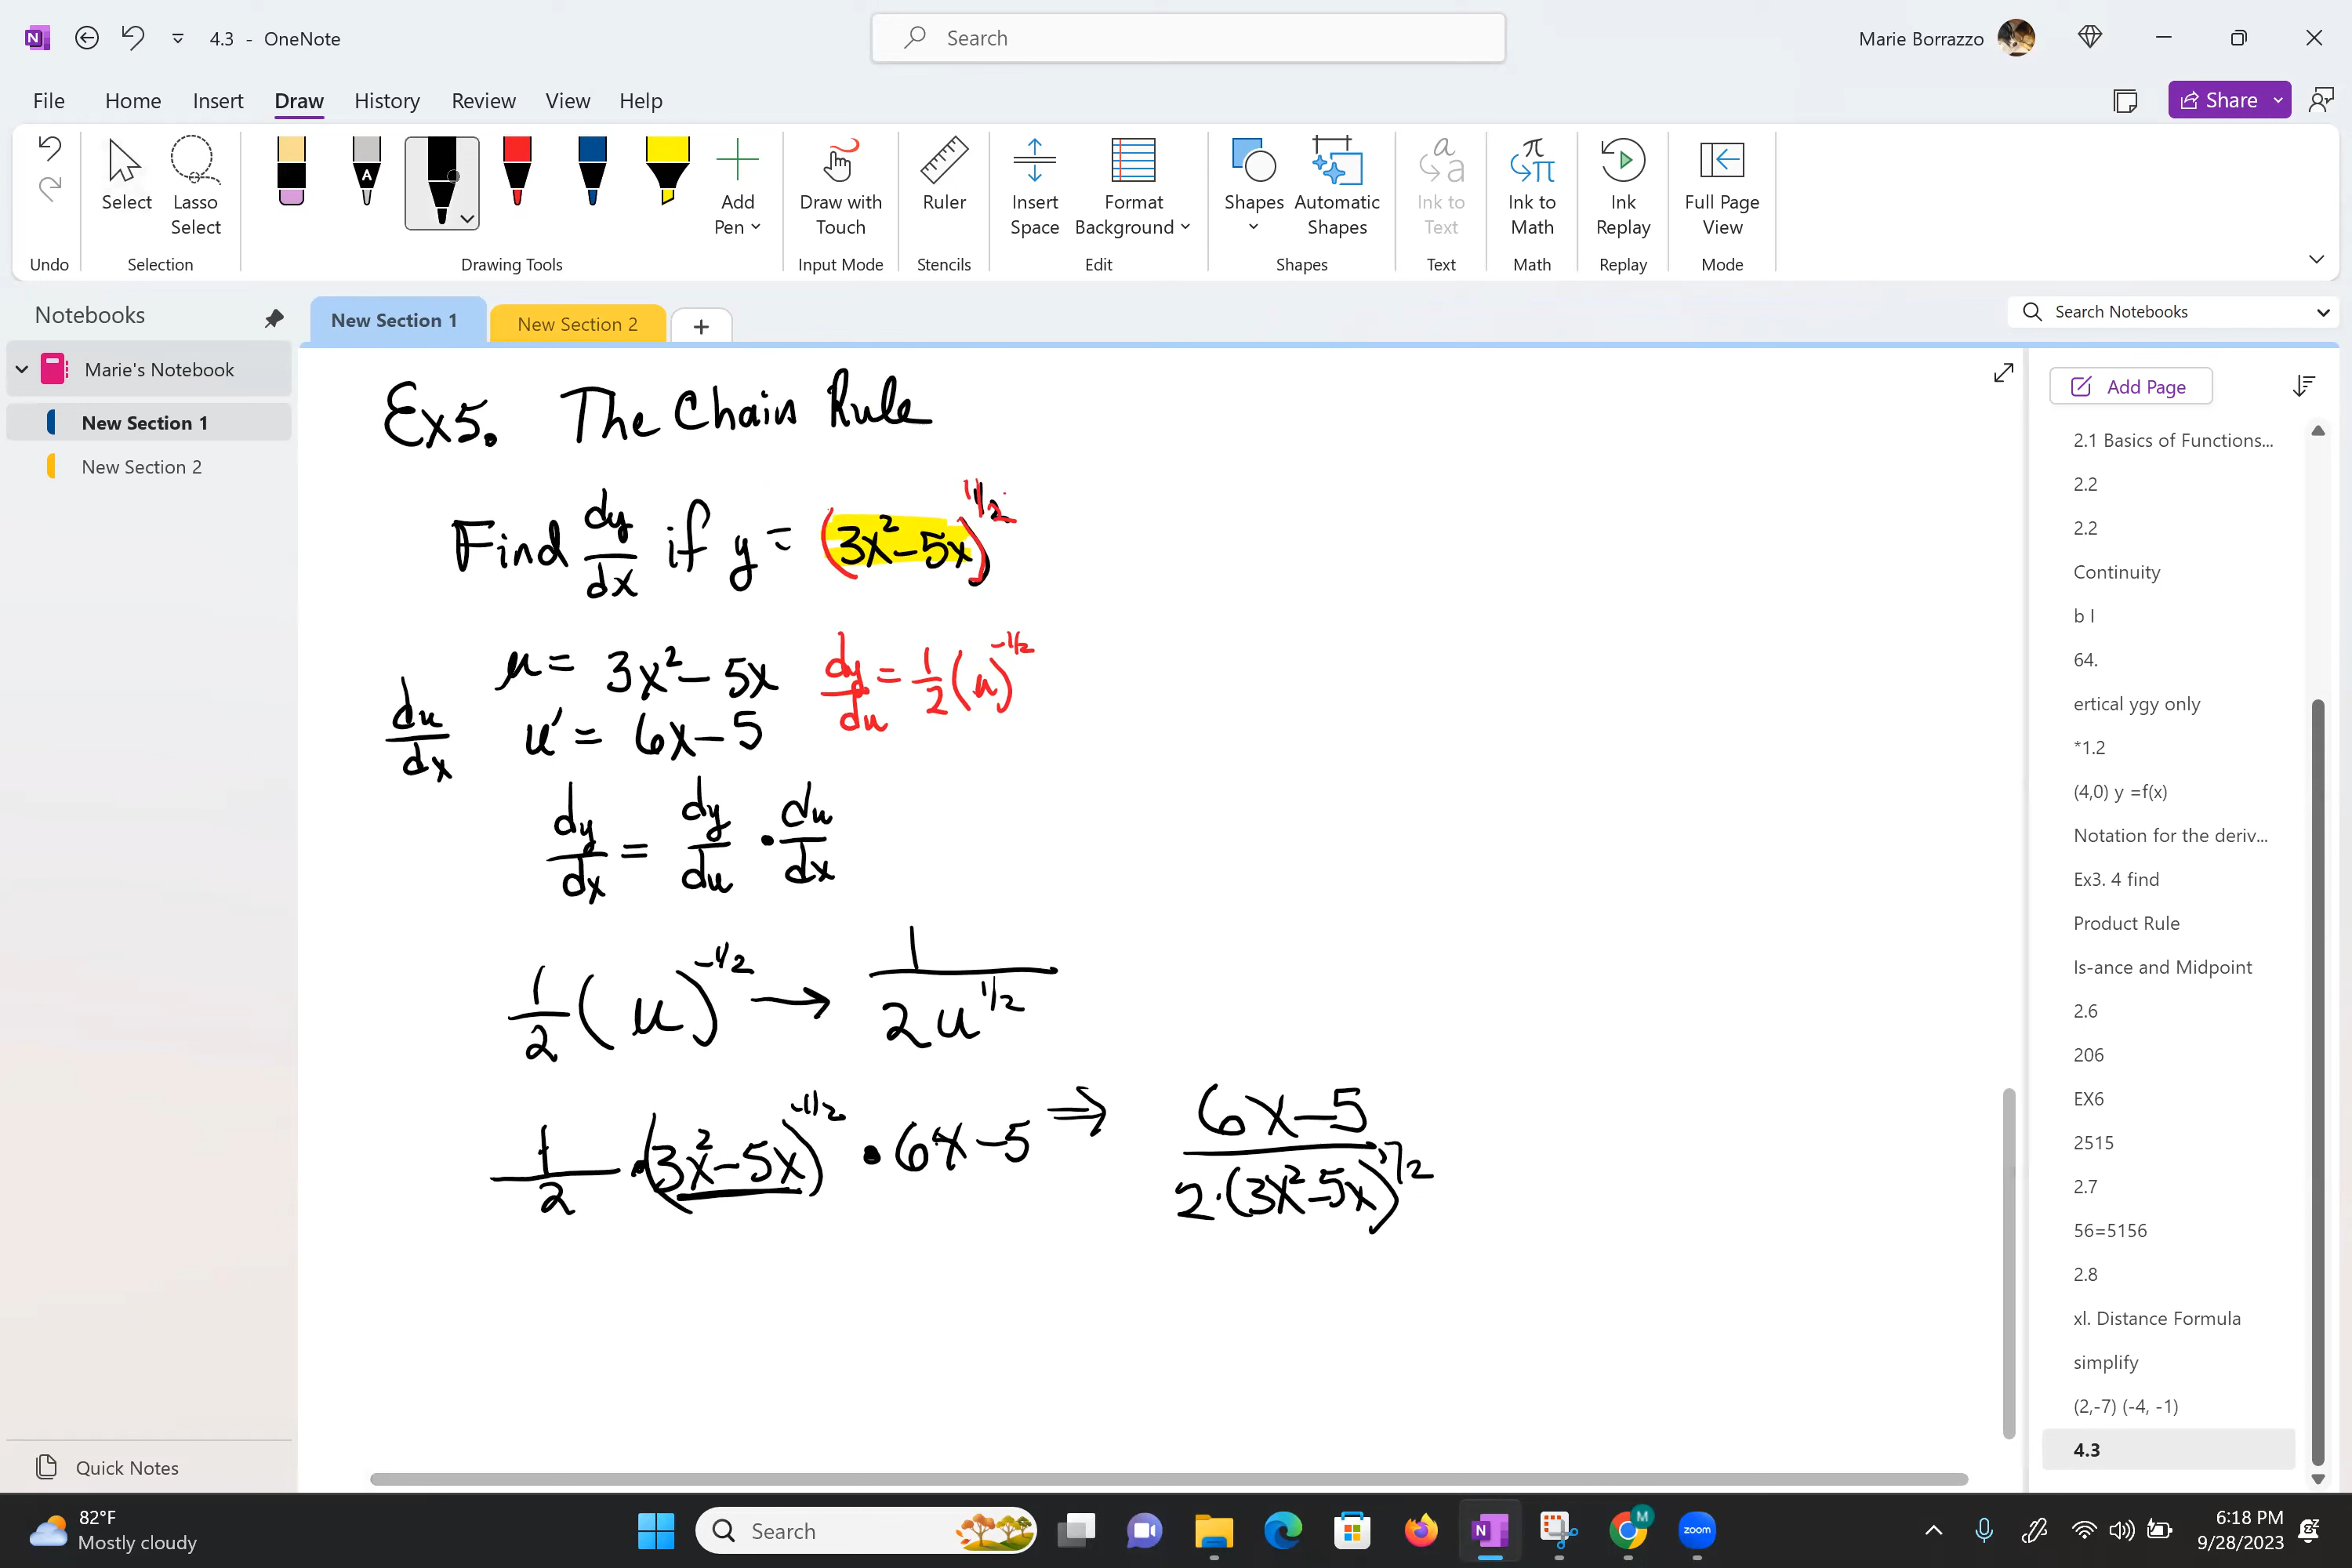 4.3 - OneNote
Search
Marie Borrazzo
File Home Insert Draw History Review View Help
Share
Undo
Select
Lasso Select
Selection
A
Drawing Tools
Add Pen
Draw with Touch
Input Mode
Ruler
Stencils
Insert Space
Format Background
Edit
Shapes
Automatic Shapes
Shapes
Ink to Text
Text
Ink to Math
Math
Ink Replay
Replay
Full Page View
Mode
Notebooks
Marie's Notebook
New Section 1
New Section 2
Quick Notes
New Section 1
New Section 2
+
Search Notebooks
Ex5. The Chain Rule
Find dy/dx if y = (3x² - 5x)^1/2
u = 3x² - 5x dy/du = 1/2 (u)^-1/2
du/dx u' = 6x - 5
dy/dx = dy/du • du/dx
1/2 (u)^-1/2 → 1/2u^1/2
1/2 • (3x² - 5x)^-1/2 • 6x - 5 ⇒ 6x - 5/2•(3x² - 5x)^1/2
Add Page
2.1 Basics of Functions...
2.2
2.2
Continuity
b I
64.
ertical ygy only
*1.2
(4,0) y =f(x)
Notation for the deriv...
Ex3. 4 find
Product Rule
Is-ance and Midpoint
2.6
206
EX6
2515
2.7
56=5156
2.8
xl. Distance Formula
simplify
(2,-7) (-4, -1)
4.3
82°F
Mostly cloudy
Search
M
zoom
6:18 PM
9/28/2023